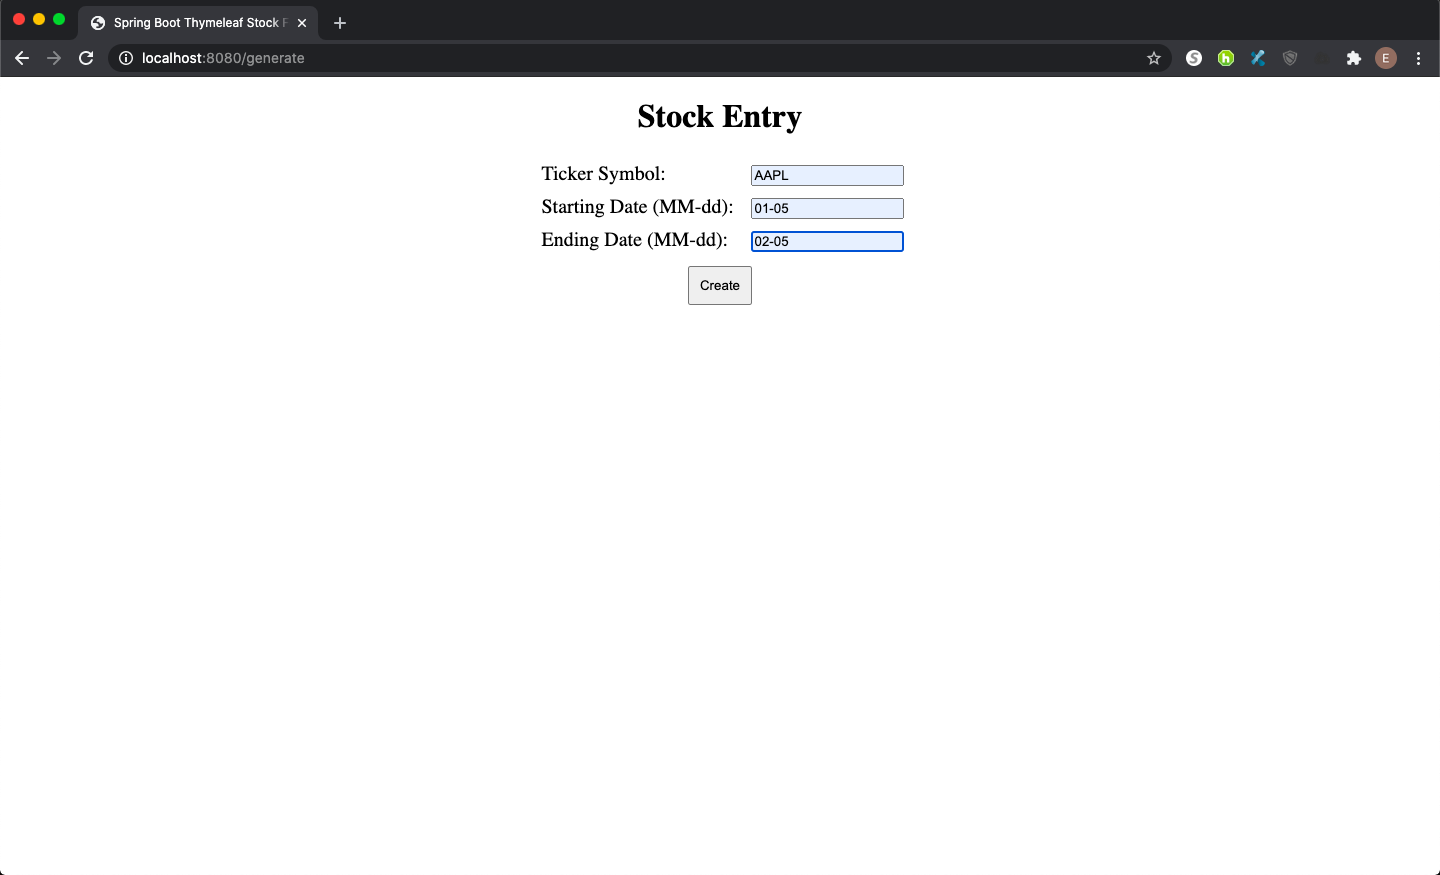 Spring Boot Thymeleaf Stock F
localhost:8080/generate
S
h
E
Stock Entry
Ticker Symbol: AAPL
Starting Date (MM-dd): 01-05
Ending Date (MM-dd): 02-05
Create